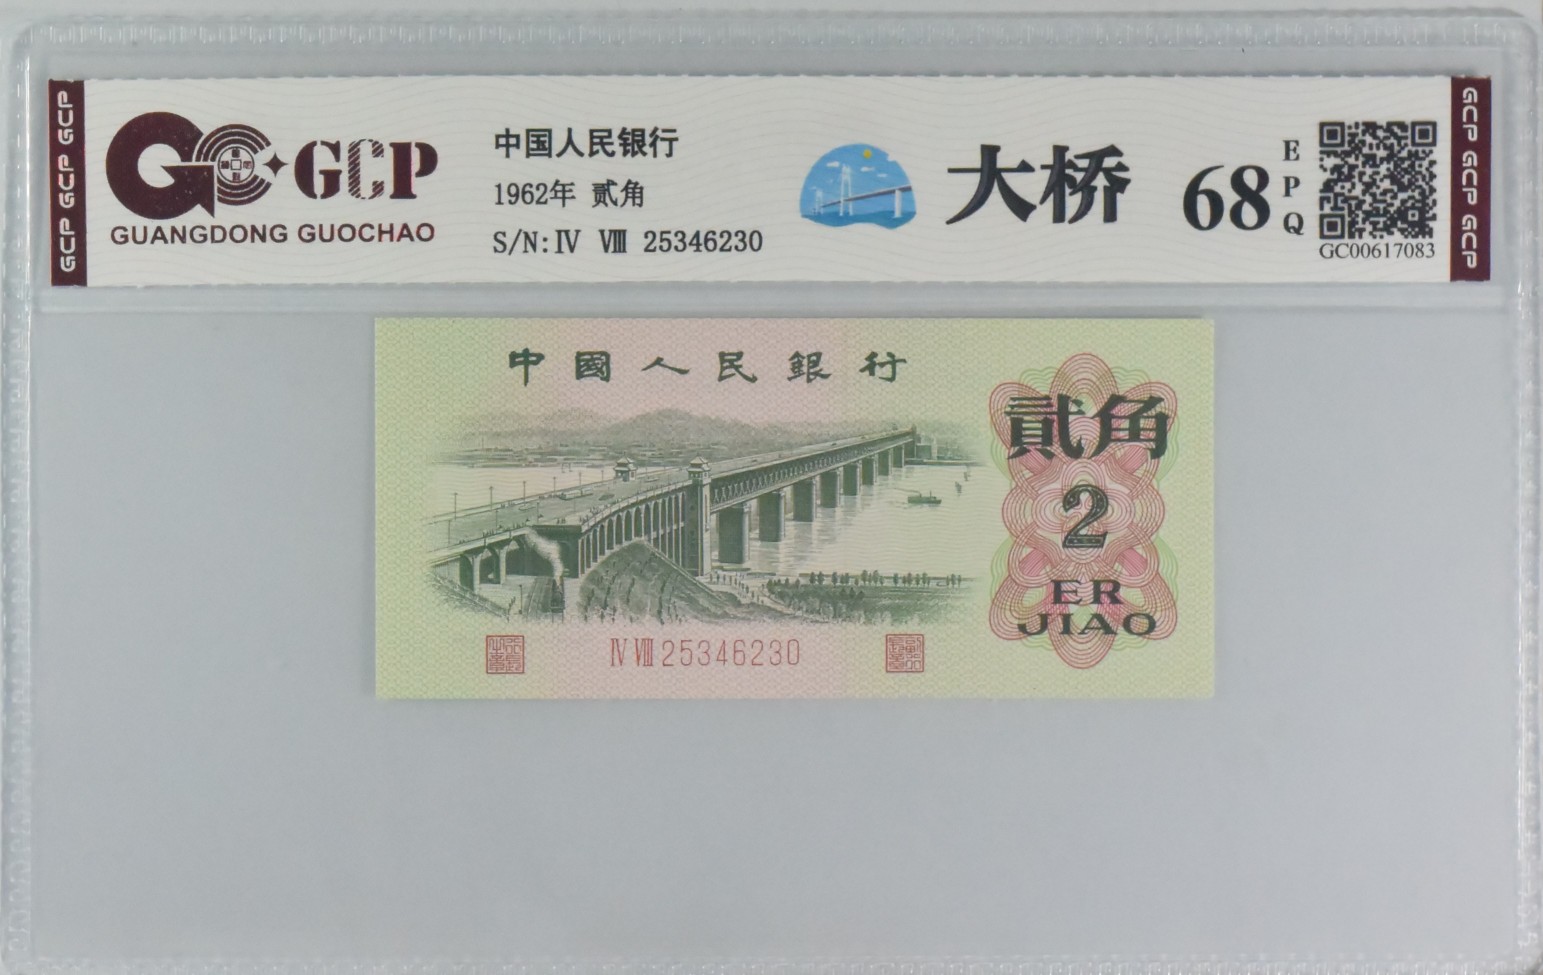 GCP GCP GCP
GCP
GUANGDONG GUOCHAO
中国人民银行
1962年 贰角
S/N:Ⅳ Ⅷ 25346230
大桥
68
EPQ
GC00617083
GCP GCP GCP
中國人民銀行
貳角
2
ER
JIAO
Ⅳ Ⅷ 25346230